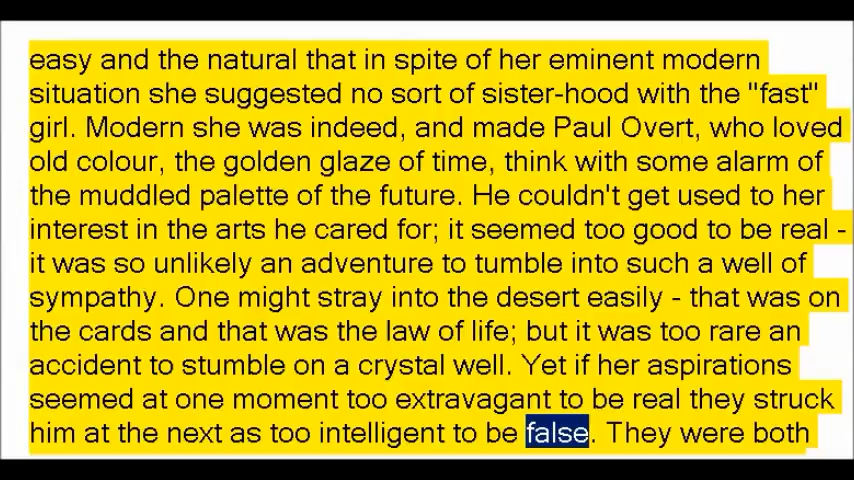 easy and the natural that in spite of her eminent modern
situation she suggested no sort of sister-hood with the "fast"
girl. Modern she was indeed, and made Paul Overt, who loved
old colour, the golden glaze of time, think with some alarm of
the muddled palette of the future. He couldn't get used to her
interest in the arts he cared for; it seemed too good to be real -
it was so unlikely an adventure to tumble into such a well of
sympathy. One might stray into the desert easily - that was on
the cards and that was the law of life; but it was too rare an
accident to stumble on a crystal well. Yet if her aspirations
seemed at one moment too extravagant to be real they struck
him at the next as too intelligent to be false. They were both